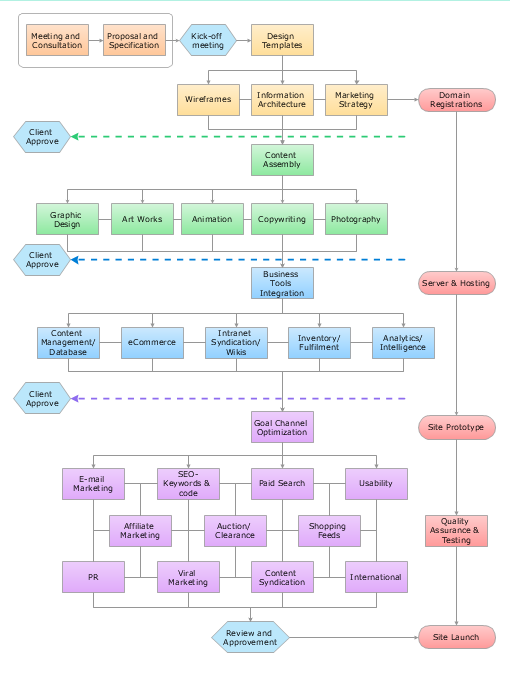 Meeting and
Consultation
Proposal and
Specification
Kick-off
meeting
Design
Templates
Wireframes
Information
Architecture
Marketing
Strategy
Domain
Registrations
Client
Approve
Content
Assembly
Graphic
Design
Art Works
Animation
Copywriting
Photography
Client
Approve
Business
Tools
Integration
Server & Hosting
Content
Management/
Database
eCommerce
Intranet
Syndication/
Wikis
Inventory/
Fulfilment
Analytics/
Intelligence
Client
Approve
Goal Channel
Optimization
Site Prototype
E-mail
Marketing
SEO-
Keywords &
code
Paid Search
Usability
Affiliate
Marketing
Auction/
Clearance
Shopping
Feeds
Quality
Assurance &
Testing
PR
Viral
Marketing
Content
Syndication
International
Review and
Approvement
Site Launch